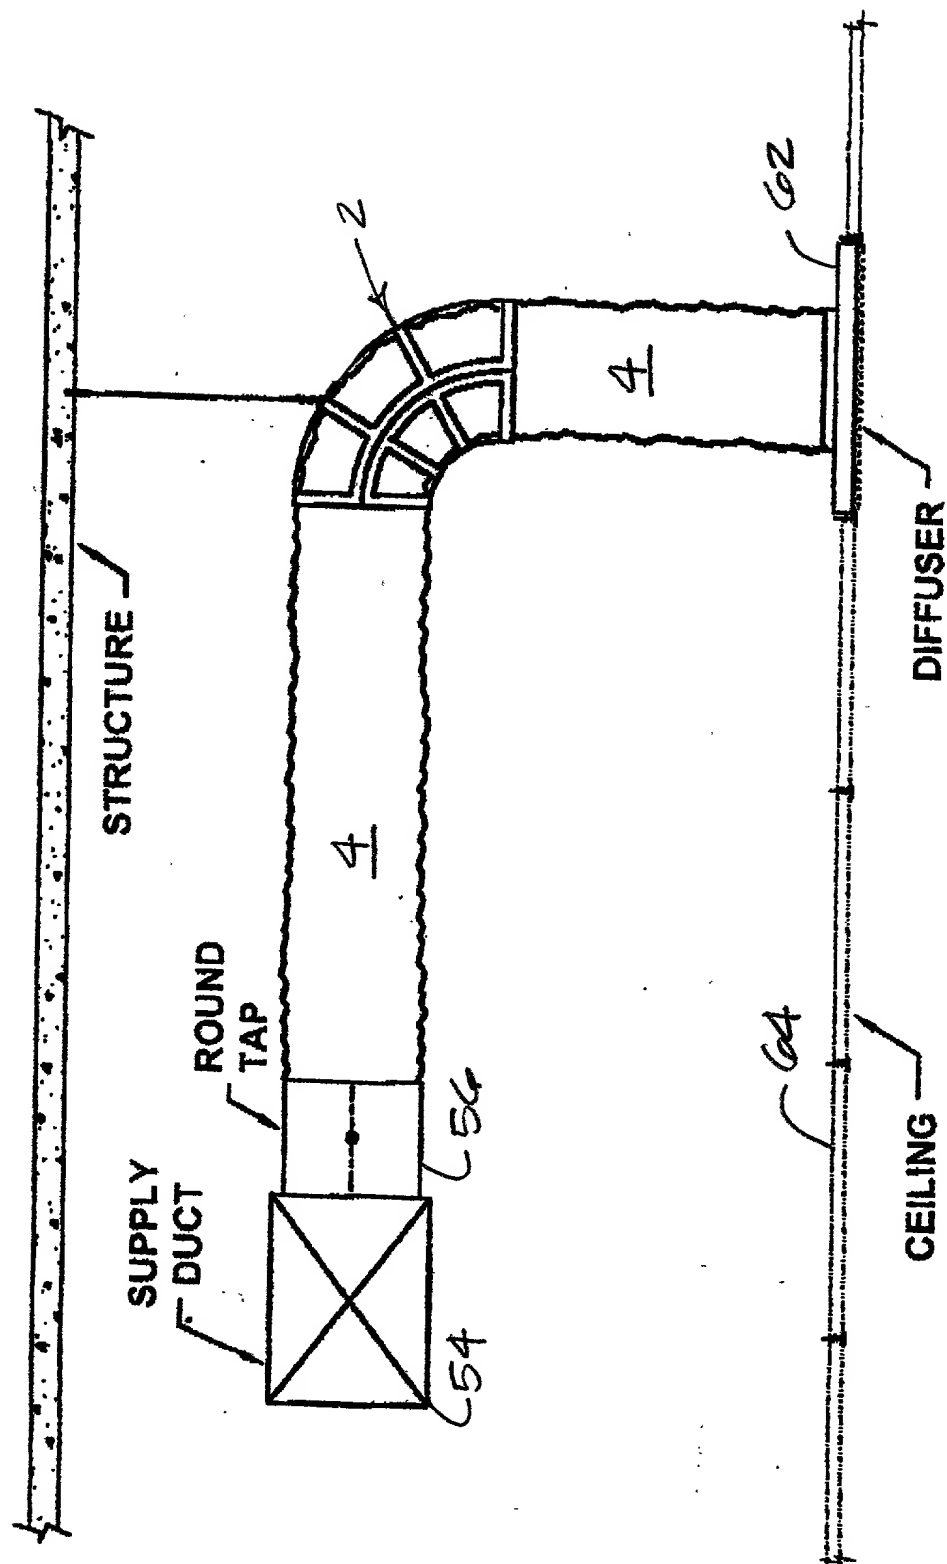 STRUCTURE
SUPPLY
DUCT
ROUND
TAP
2
4
4
54
56
62
64
CEILING
DIFFUSER